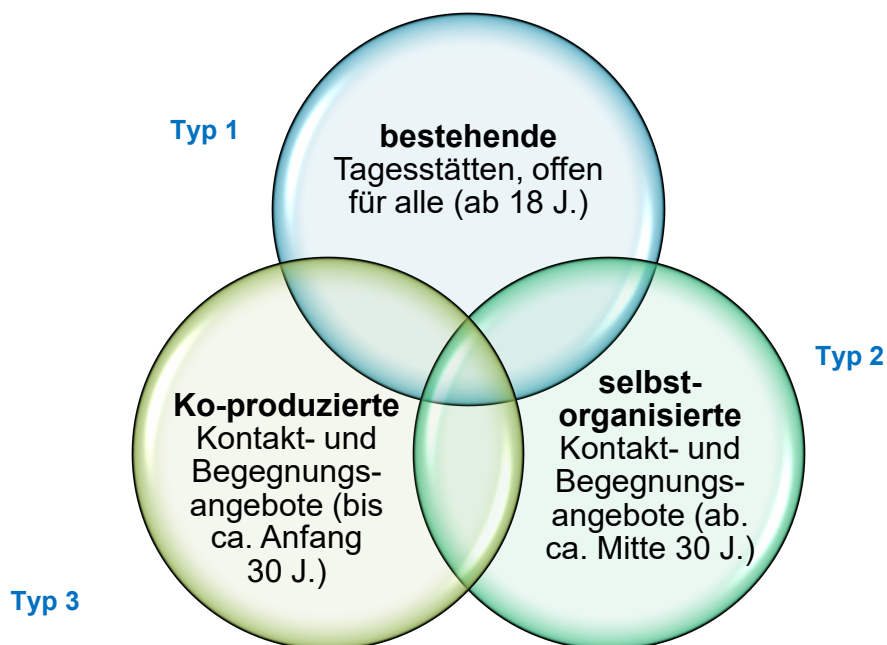 Typ 1
bestehende
Tagesstätten, offen
für alle (ab 18 J.)
Typ 2
selbst-
organisierte
Kontakt- und
Begegnungs-
angebote (ab.
ca. Mitte 30 J.)
Ko-produzierte
Kontakt- und
Begegnungs-
angebote (bis
ca. Anfang
30 J.)
Typ 3